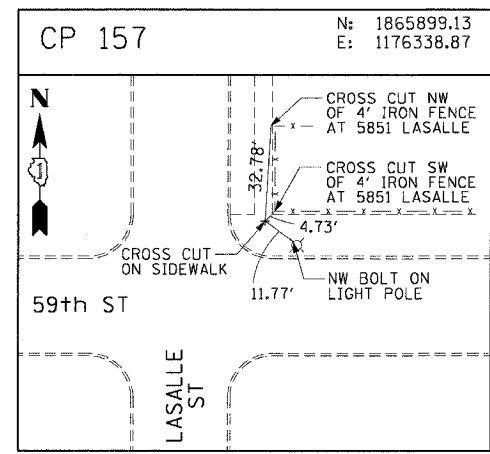 CP 157
N: 1865899.13
E: 1176338.87
N
1
CROSS CUT NW
OF 4' IRON FENCE
AT 5851 LASALLE
32.78'
CROSS CUT SW
OF 4' IRON FENCE
AT 5851 LASALLE
4.73'
CROSS CUT
ON SIDEWALK
11.77'
NW BOLT ON
LIGHT POLE
59th ST
LASALLE
ST